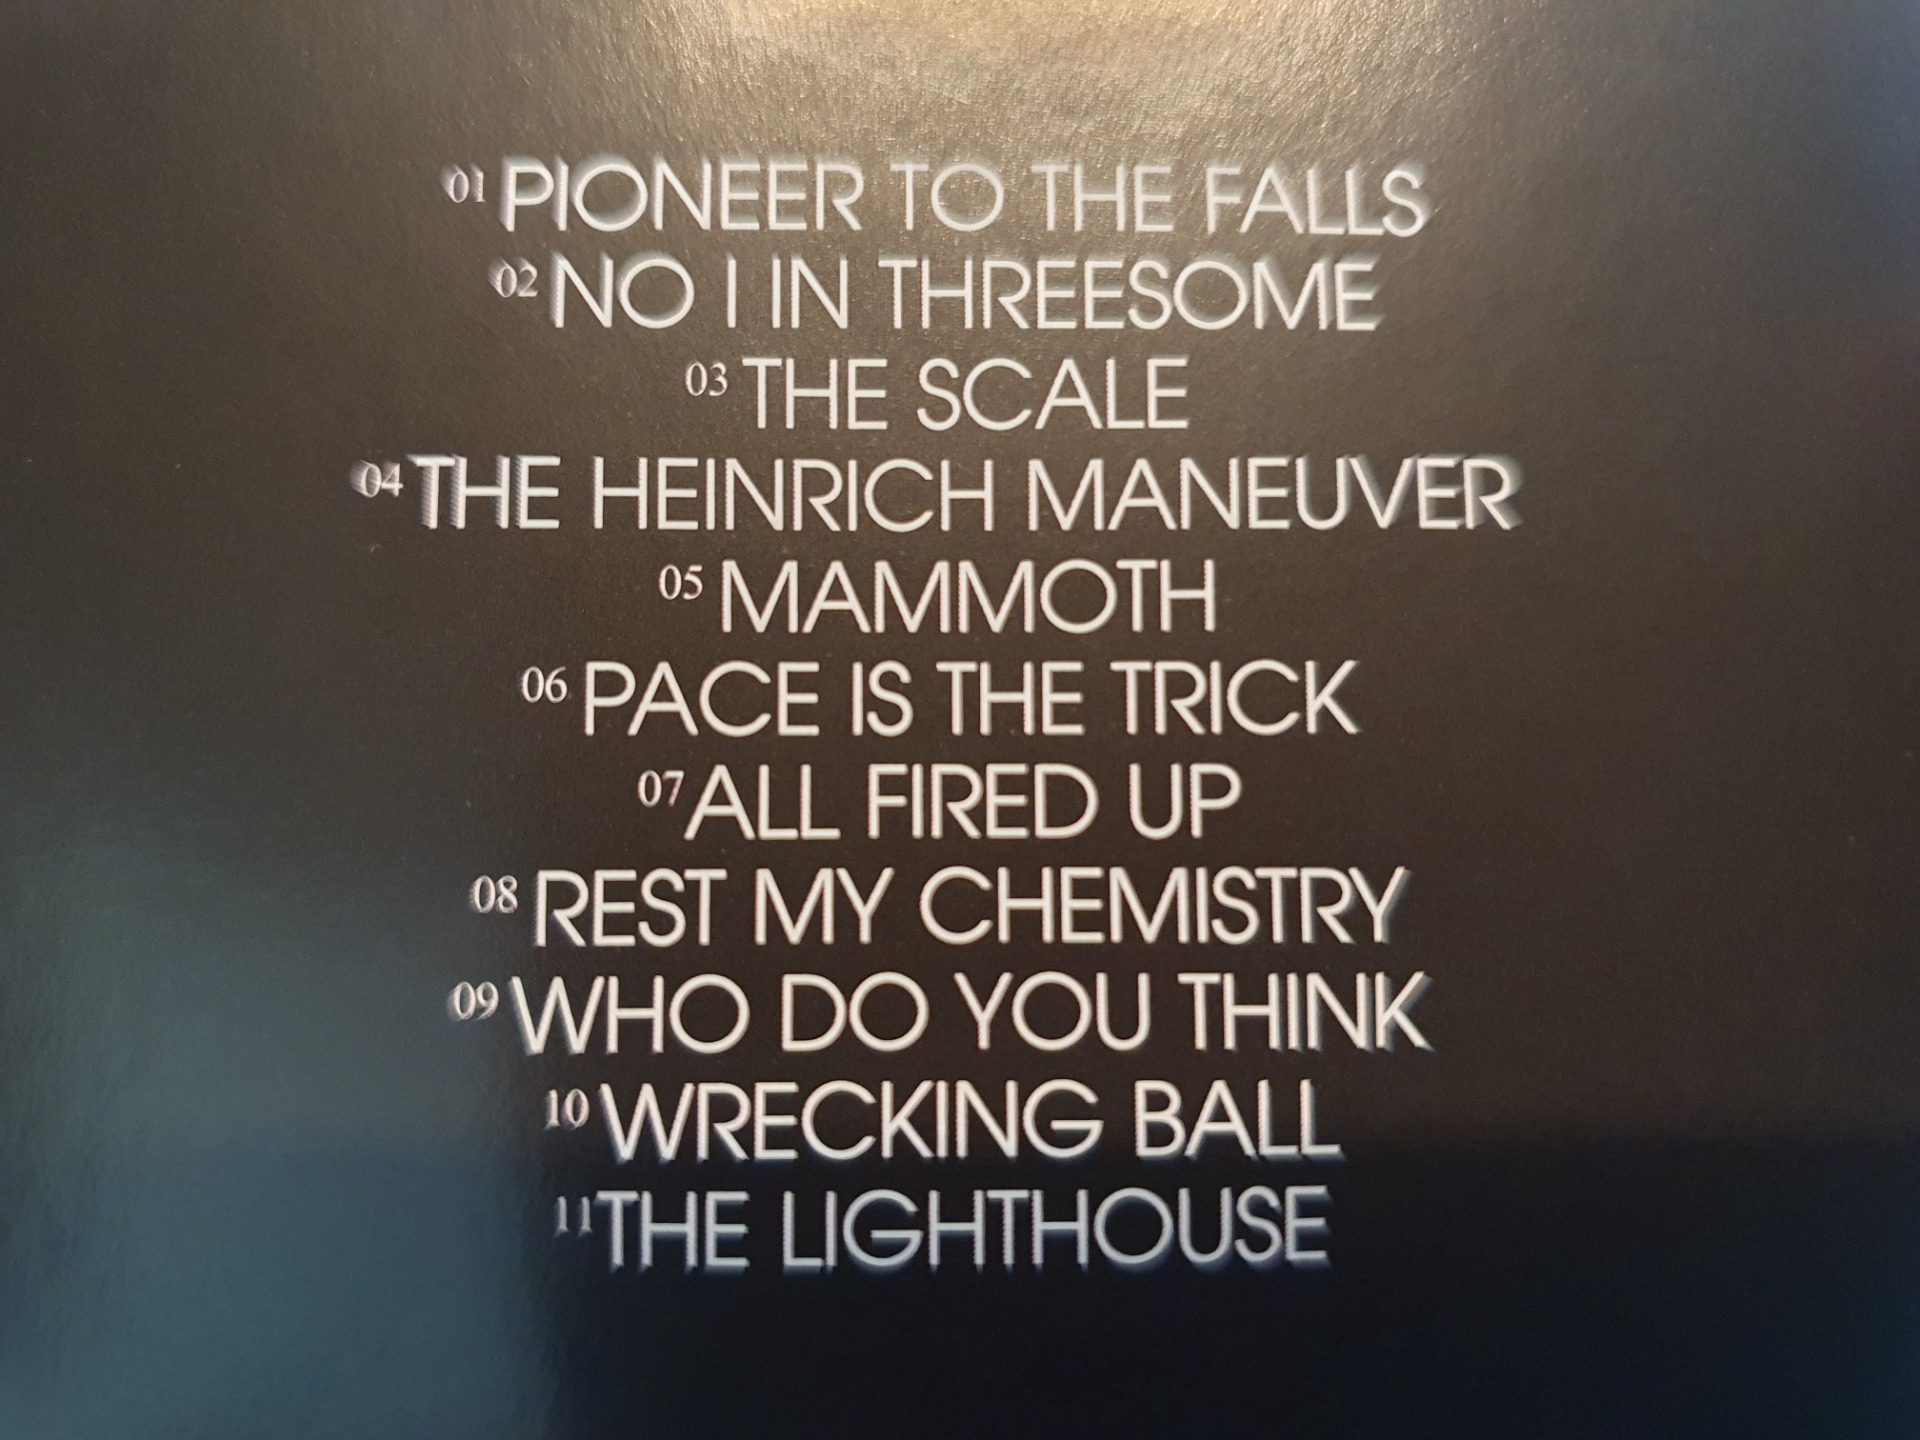 01 PIONEER TO THE FALLS
02 NO I IN THREESOME
03 THE SCALE
04 THE HEINRICH MANEUVER
05 MAMMOTH
06 PACE IS THE TRICK
07 ALL FIRED UP
08 REST MY CHEMISTRY
09 WHO DO YOU THINK
10 WRECKING BALL
11 THE LIGHTHOUSE